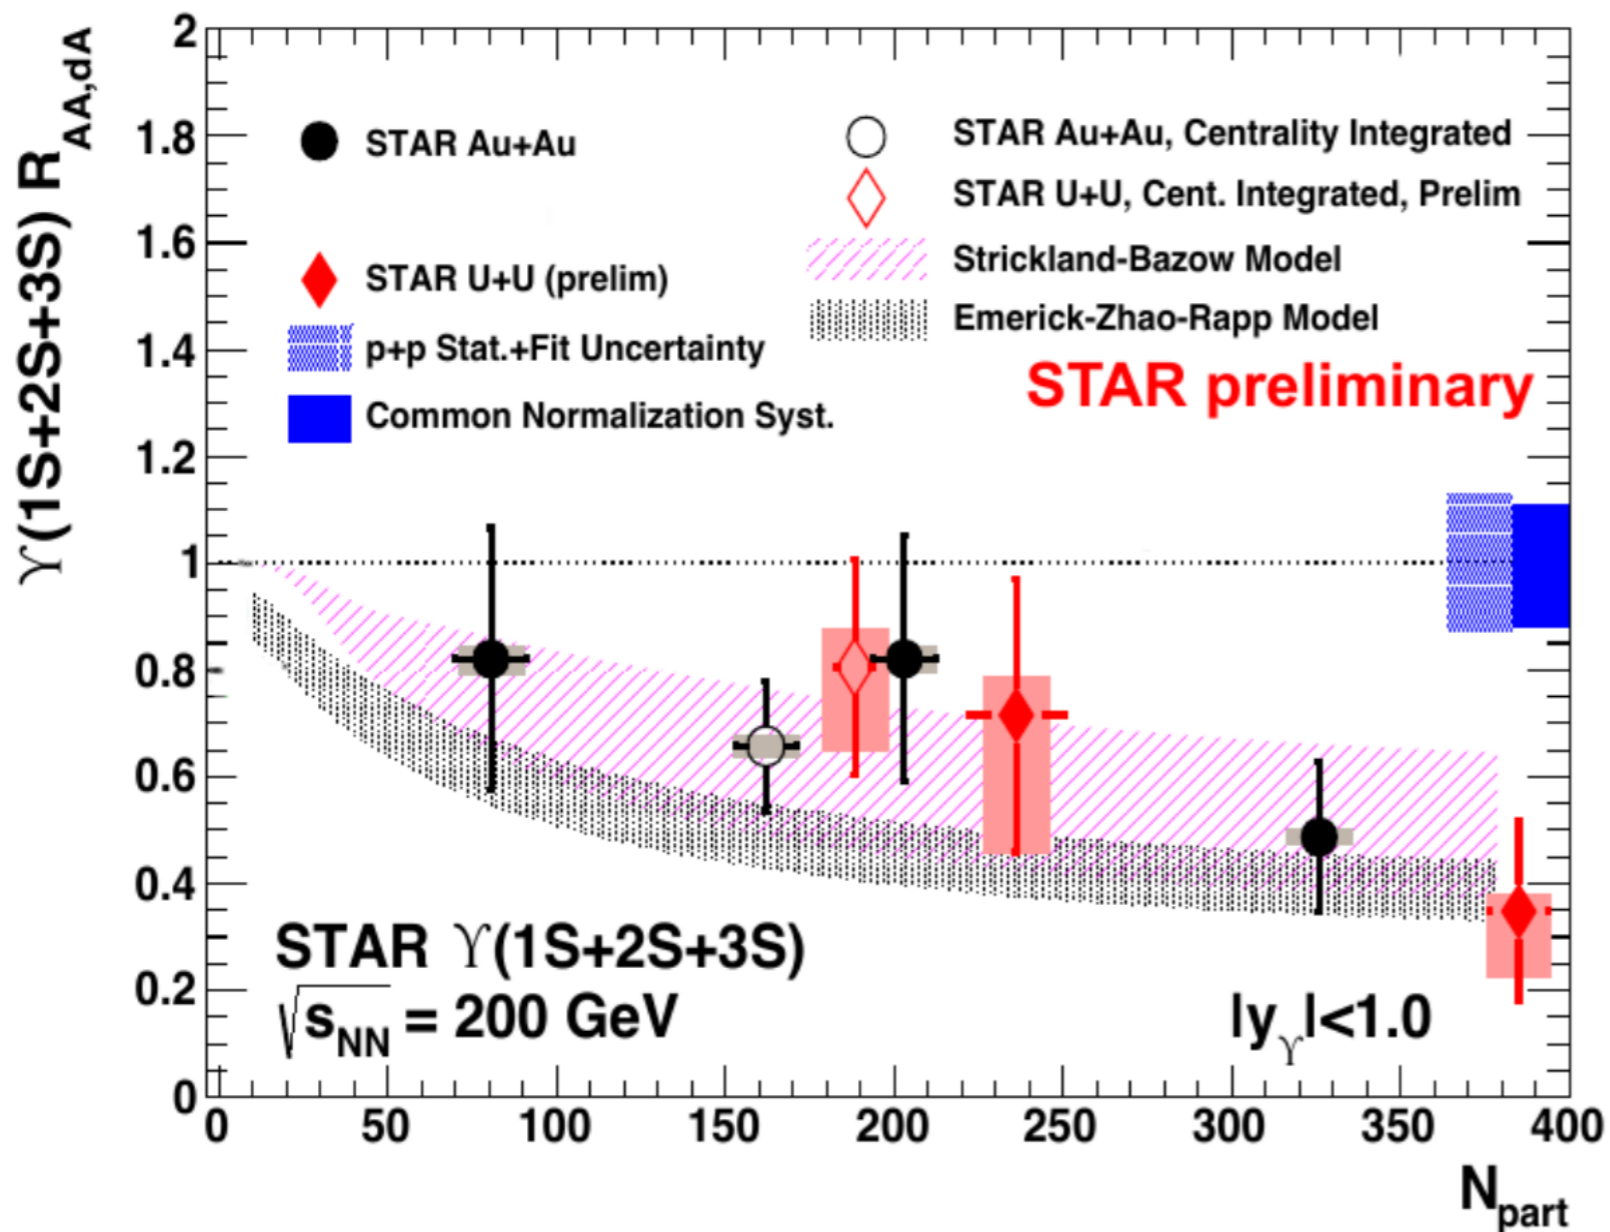 ϒ(1S+2S+3S) R_AA,dA
2
1.8
1.6
1.4
1.2
1
0.8
0.6
0.4
0.2
0
STAR Au+Au
STAR U+U (prelim)
p+p Stat.+Fit Uncertainty
Common Normalization Syst.
STAR Au+Au, Centrality Integrated
STAR U+U, Cent. Integrated, Prelim
Strickland-Bazow Model
Emerick-Zhao-Rapp Model
STAR preliminary
STAR ϒ(1S+2S+3S)
√s_NN = 200 GeV
|y_ϒ|<1.0
0 50 100 150 200 250 300 350 400
N_part